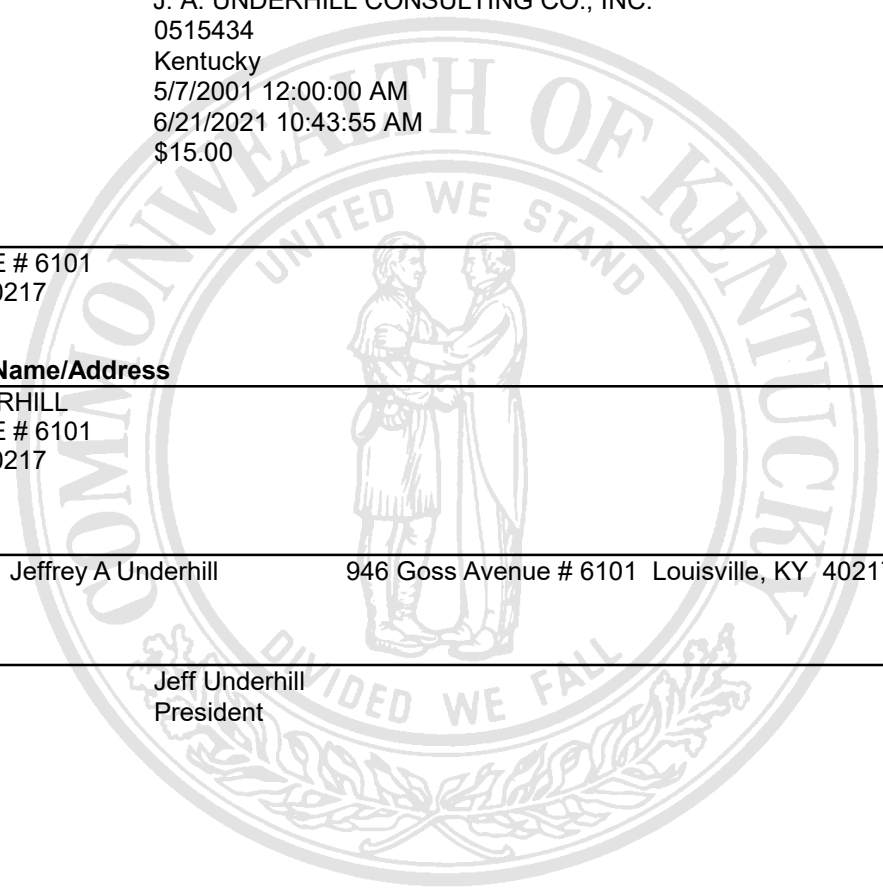 J. A. UNDERHILL CONSULTING CO., INC.
0515434
Kentucky
5/7/2001 12:00:00 AM
6/21/2021 10:43:55 AM
$15.00
COMMONWEALTH OF KENTUCKY
UNITED WE STAND
E # 6101
0217
Name/Address
RHILL
E # 6101
0217
Jeffrey A Underhill 946 Goss Avenue # 6101 Louisville, KY 40217
DIVIDED WE FALL
Jeff Underhill
President